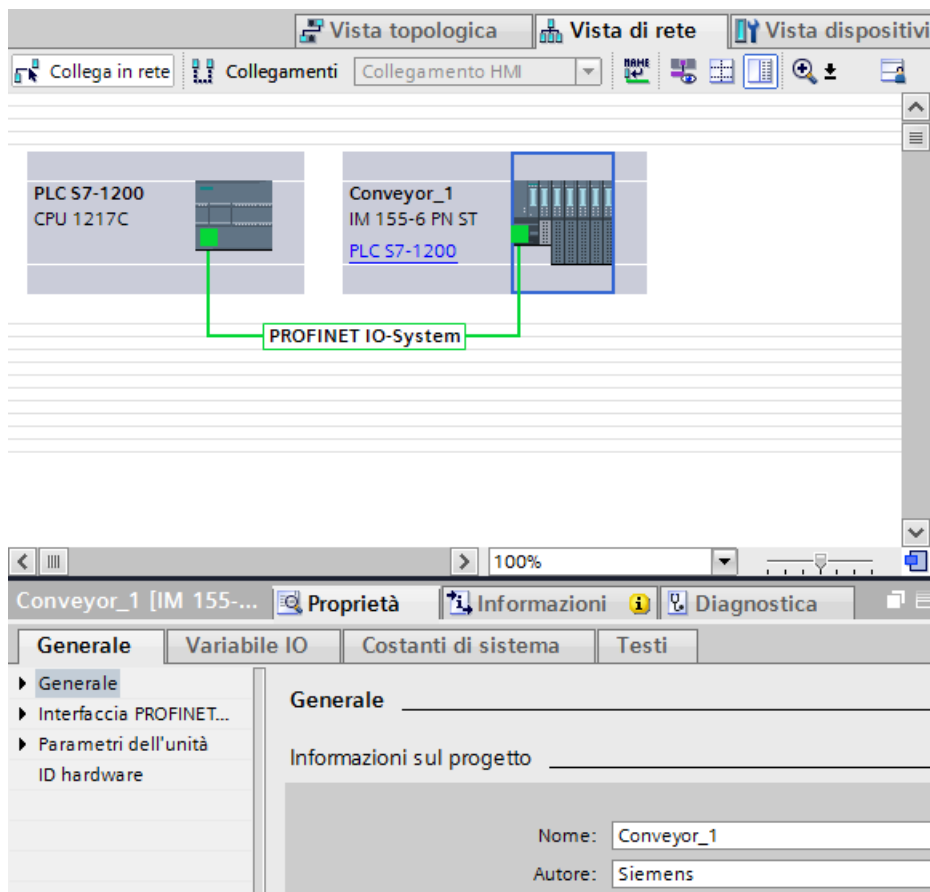 Vista topologica Vista di rete Vista dispositivi
Collega in rete Collegamenti Collegamento HMI NAME
PLC S7-1200
CPU 1217C
Conveyor_1
IM 155-6 PN ST
PLC S7-1200
PROFINET IO-System
100%
Conveyor_1 [IM 155-... Proprietà Informazioni Diagnostica
Generale Variabile IO Costanti di sistema Testi
Generale
Interfaccia PROFINET...
Parametri dell'unità
ID hardware
Generale
Informazioni sul progetto
Nome: Conveyor_1
Autore: Siemens